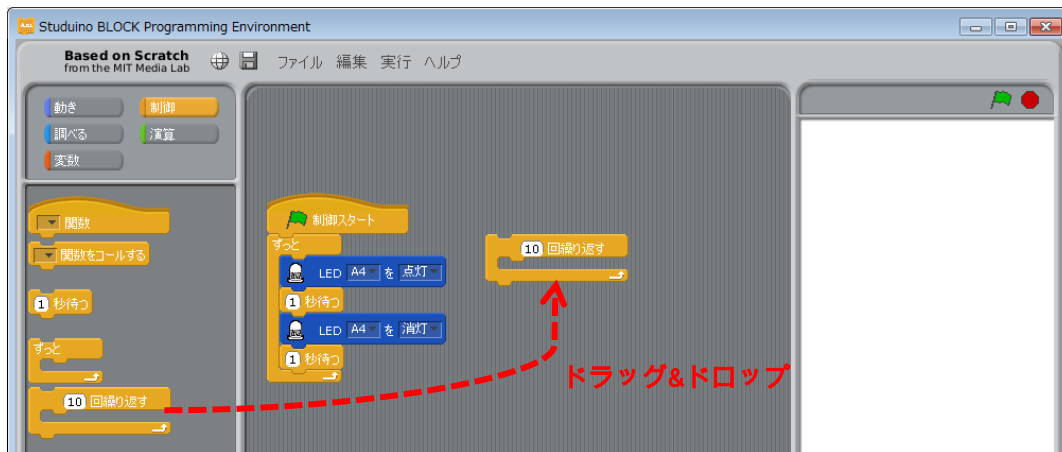 Studuino BLOCK Programming Environment
Based on Scratch
from the MIT Media Lab
ファイル 編集 実行 ヘルプ
動き 制御
調べる 演算
変数
関数
関数をコールする
1 秒待つ
ずっと
10 回繰り返す
制御スタート
ずっと
LED A4 を 点灯
1 秒待つ
LED A4 を 消灯
1 秒待つ
10 回繰り返す
ドラッグ&ドロップ